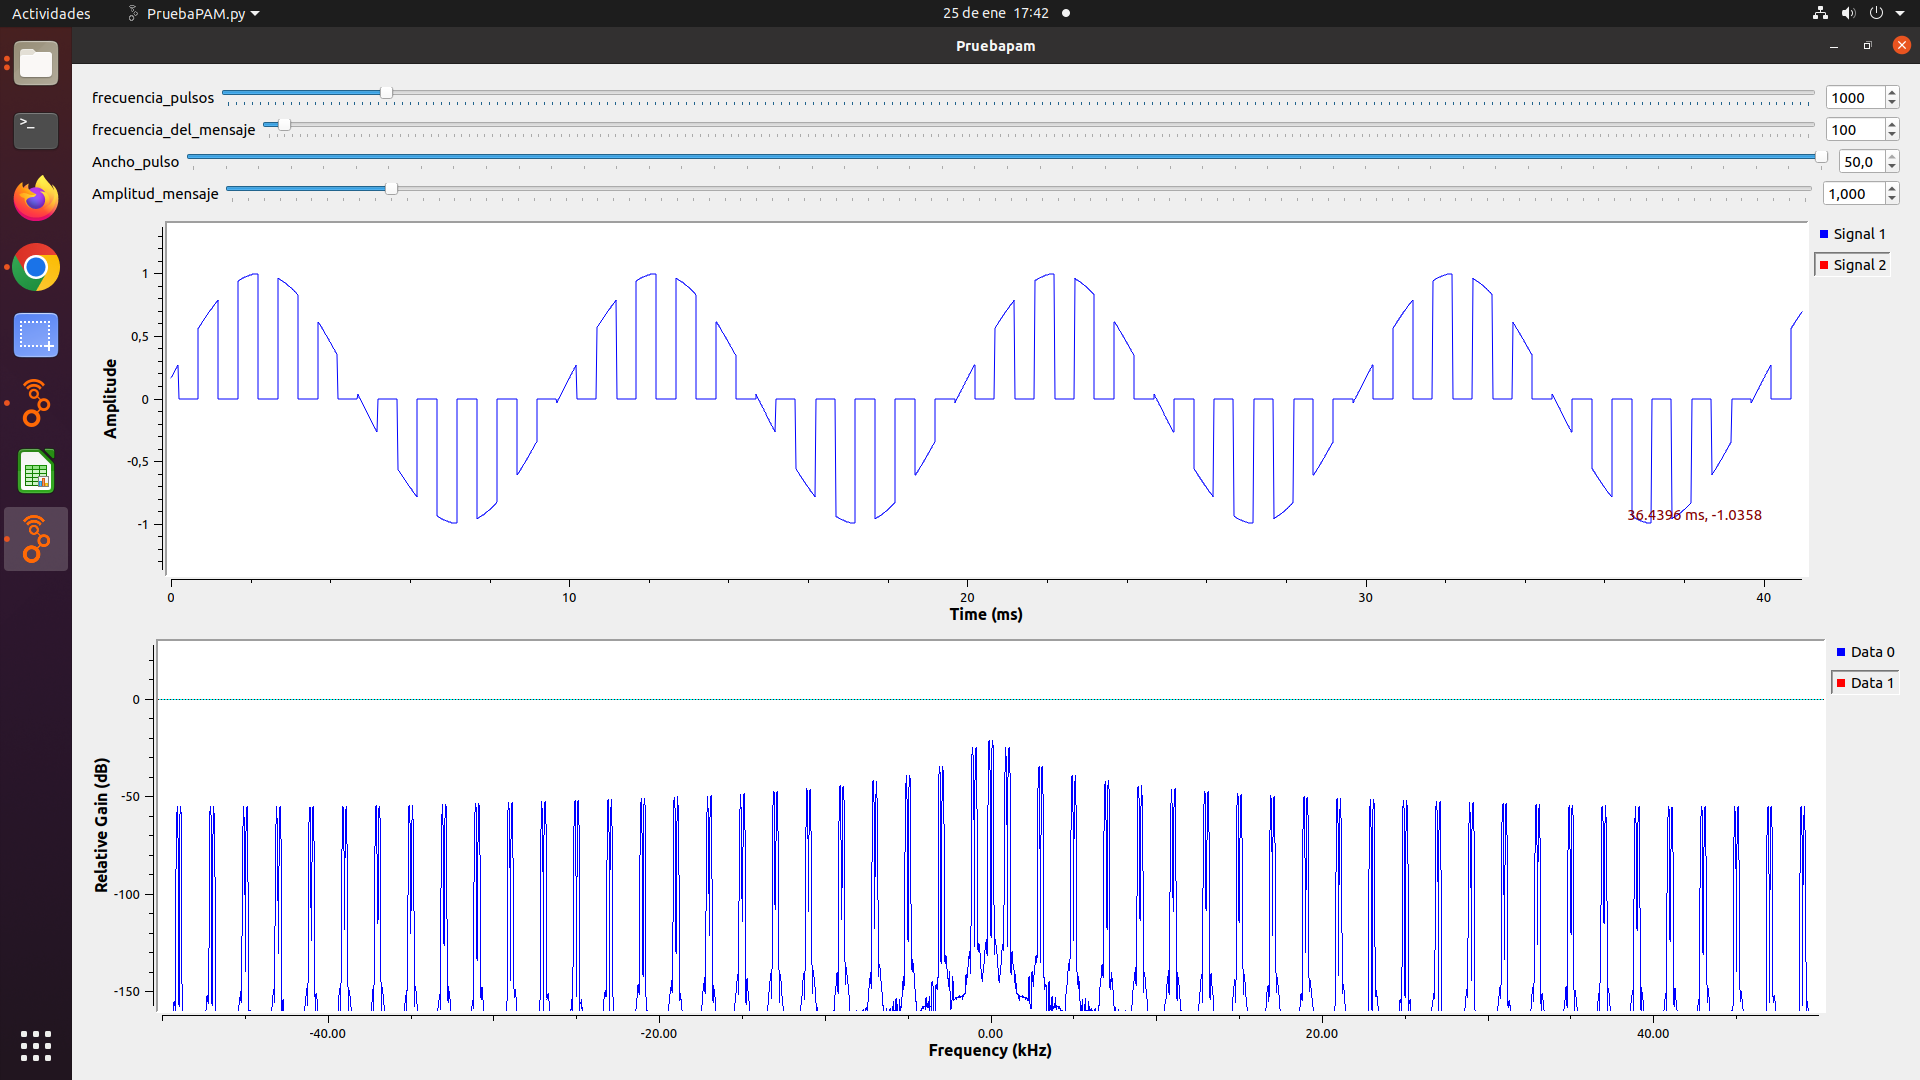 Actividades
PruebaPAM.py
25 de ene 17:42
Pruebapam
>_
frecuencia_pulsos
1000
frecuencia_del_mensaje
100
Ancho_pulso
50,0
Amplitud_mensaje
1,000
Signal 1
Signal 2
Amplitude
1
0,5
0
-0,5
-1
36.4396 ms, -1.0358
0
10
20
30
40
Time (ms)
Data 0
Data 1
Relative Gain (dB)
0
-50
-100
-150
-40.00
-20.00
0.00
20.00
40.00
Frequency (kHz)